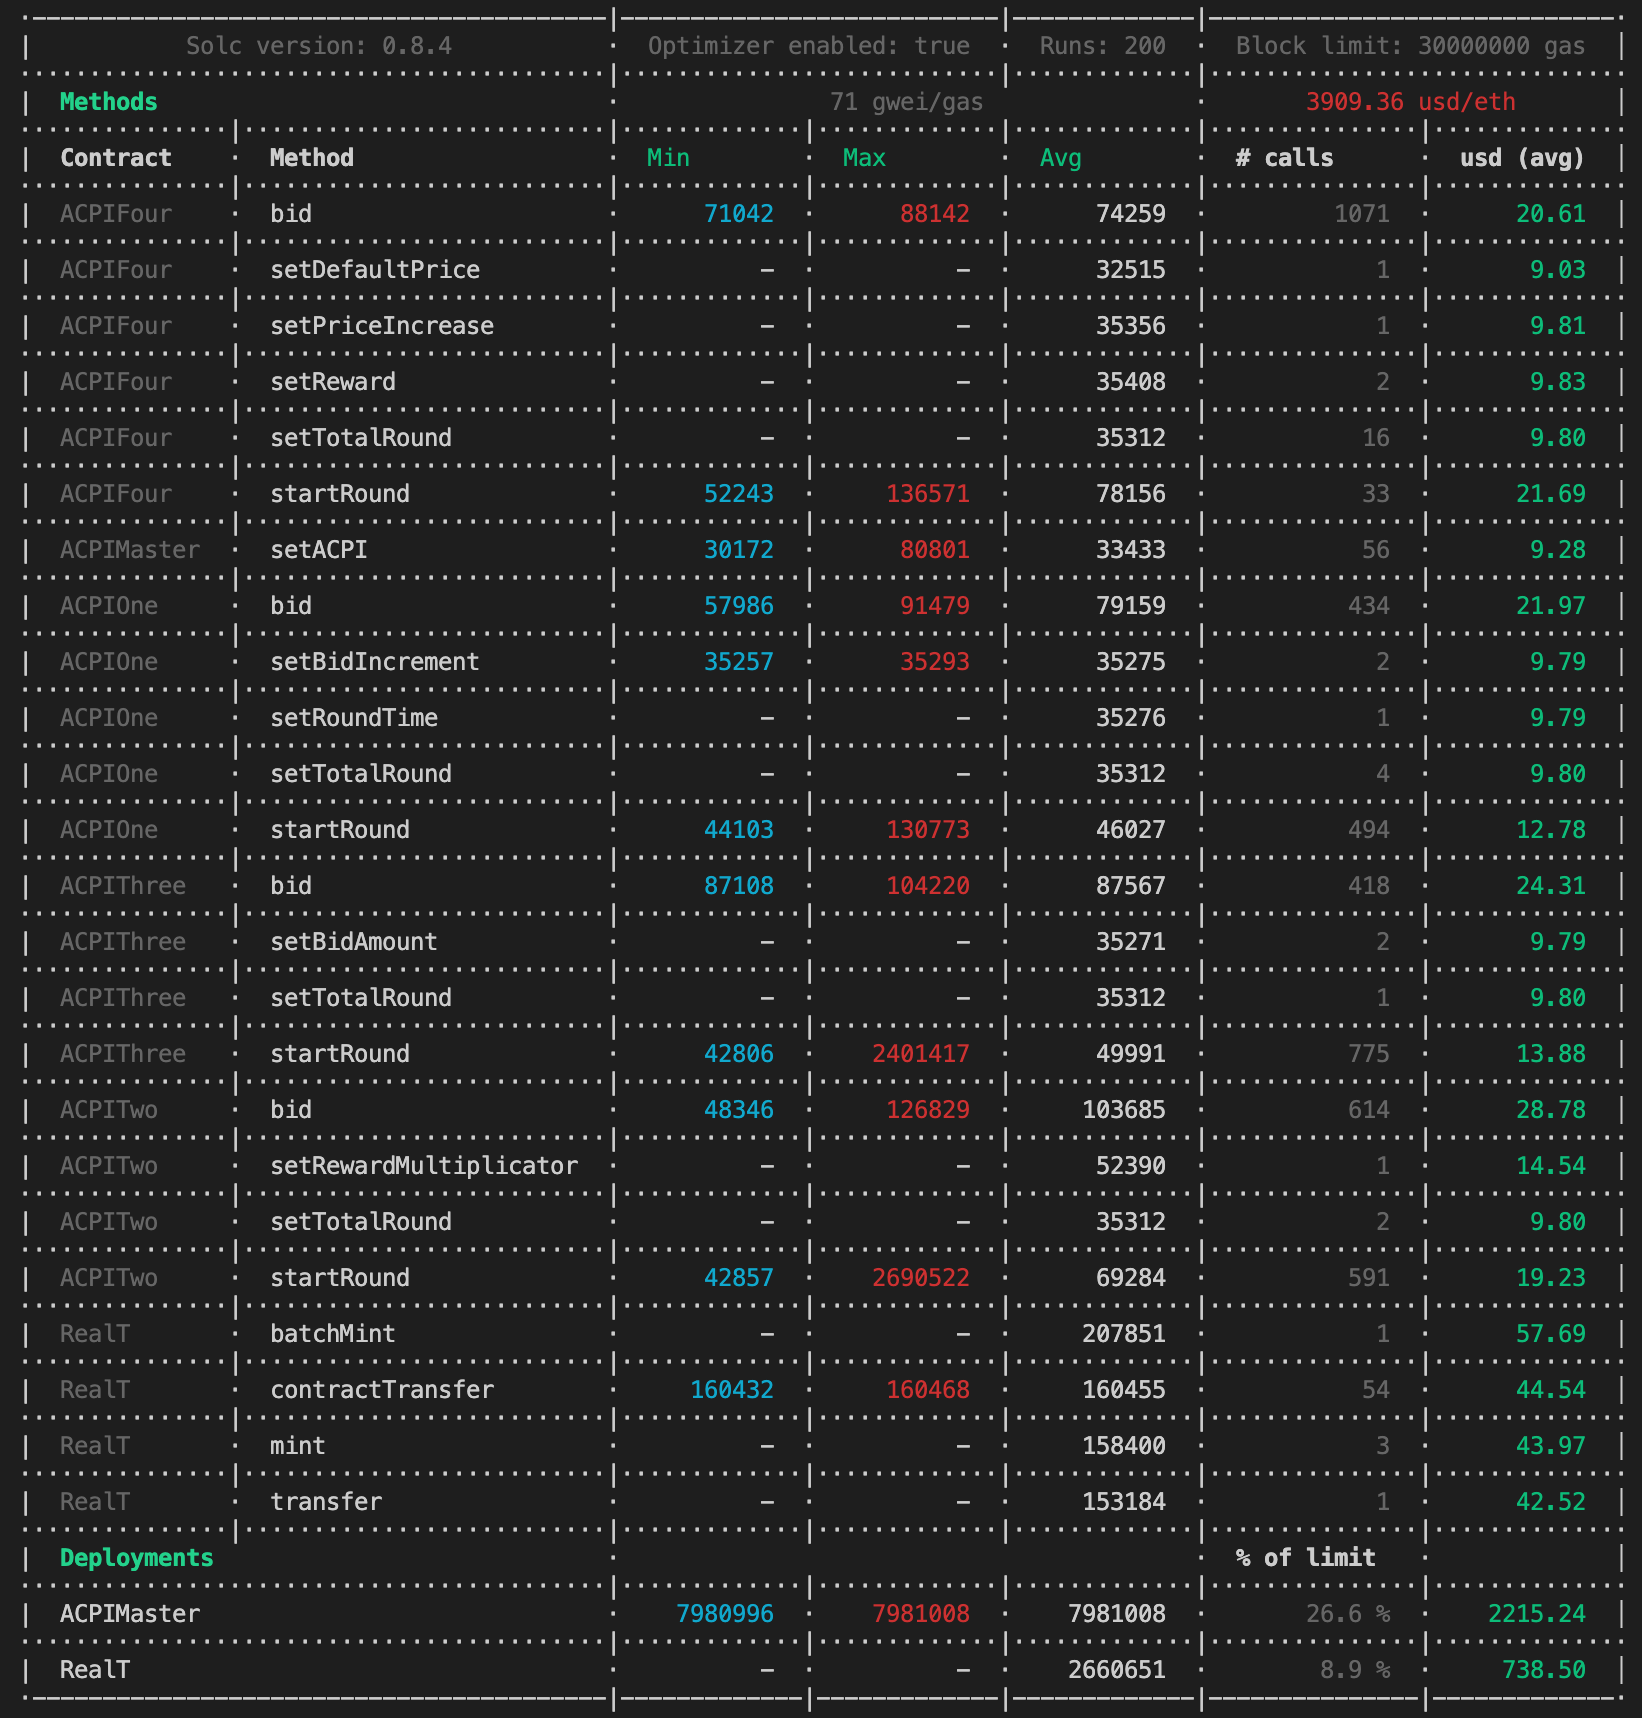 Solc version: 0.8.4 · Optimizer enabled: true · Runs: 200 · Block limit: 30000000 gas
Methods · 71 gwei/gas · 3909.36 usd/eth
Contract · Method · Min · Max · Avg · # calls · usd (avg)
ACPIFour · bid · 71042 · 88142 · 74259 · 1071 · 20.61
ACPIFour · setDefaultPrice · – · – · 32515 · 1 · 9.03
ACPIFour · setPriceIncrease · – · – · 35356 · 1 · 9.81
ACPIFour · setReward · – · – · 35408 · 2 · 9.83
ACPIFour · setTotalRound · – · – · 35312 · 16 · 9.80
ACPIFour · startRound · 52243 · 136571 · 78156 · 33 · 21.69
ACPIMaster · setACPI · 30172 · 80801 · 33433 · 56 · 9.28
ACPIOne · bid · 57986 · 91479 · 79159 · 434 · 21.97
ACPIOne · setBidIncrement · 35257 · 35293 · 35275 · 2 · 9.79
ACPIOne · setRoundTime · – · – · 35276 · 1 · 9.79
ACPIOne · setTotalRound · – · – · 35312 · 4 · 9.80
ACPIOne · startRound · 44103 · 130773 · 46027 · 494 · 12.78
ACPIThree · bid · 87108 · 104220 · 87567 · 418 · 24.31
ACPIThree · setBidAmount · – · – · 35271 · 2 · 9.79
ACPIThree · setTotalRound · – · – · 35312 · 1 · 9.80
ACPIThree · startRound · 42806 · 2401417 · 49991 · 775 · 13.88
ACPITwo · bid · 48346 · 126829 · 103685 · 614 · 28.78
ACPITwo · setRewardMultiplicator · – · – · 52390 · 1 · 14.54
ACPITwo · setTotalRound · – · – · 35312 · 2 · 9.80
ACPITwo · startRound · 42857 · 2690522 · 69284 · 591 · 19.23
RealT · batchMint · – · – · 207851 · 1 · 57.69
RealT · contractTransfer · 160432 · 160468 · 160455 · 54 · 44.54
RealT · mint · – · – · 158400 · 3 · 43.97
RealT · transfer · – · – · 153184 · 1 · 42.52
Deployments · % of limit ·
ACPIMaster · 7980996 · 7981008 · 7981008 · 26.6 % · 2215.24
RealT · – · – · 2660651 · 8.9 % · 738.50